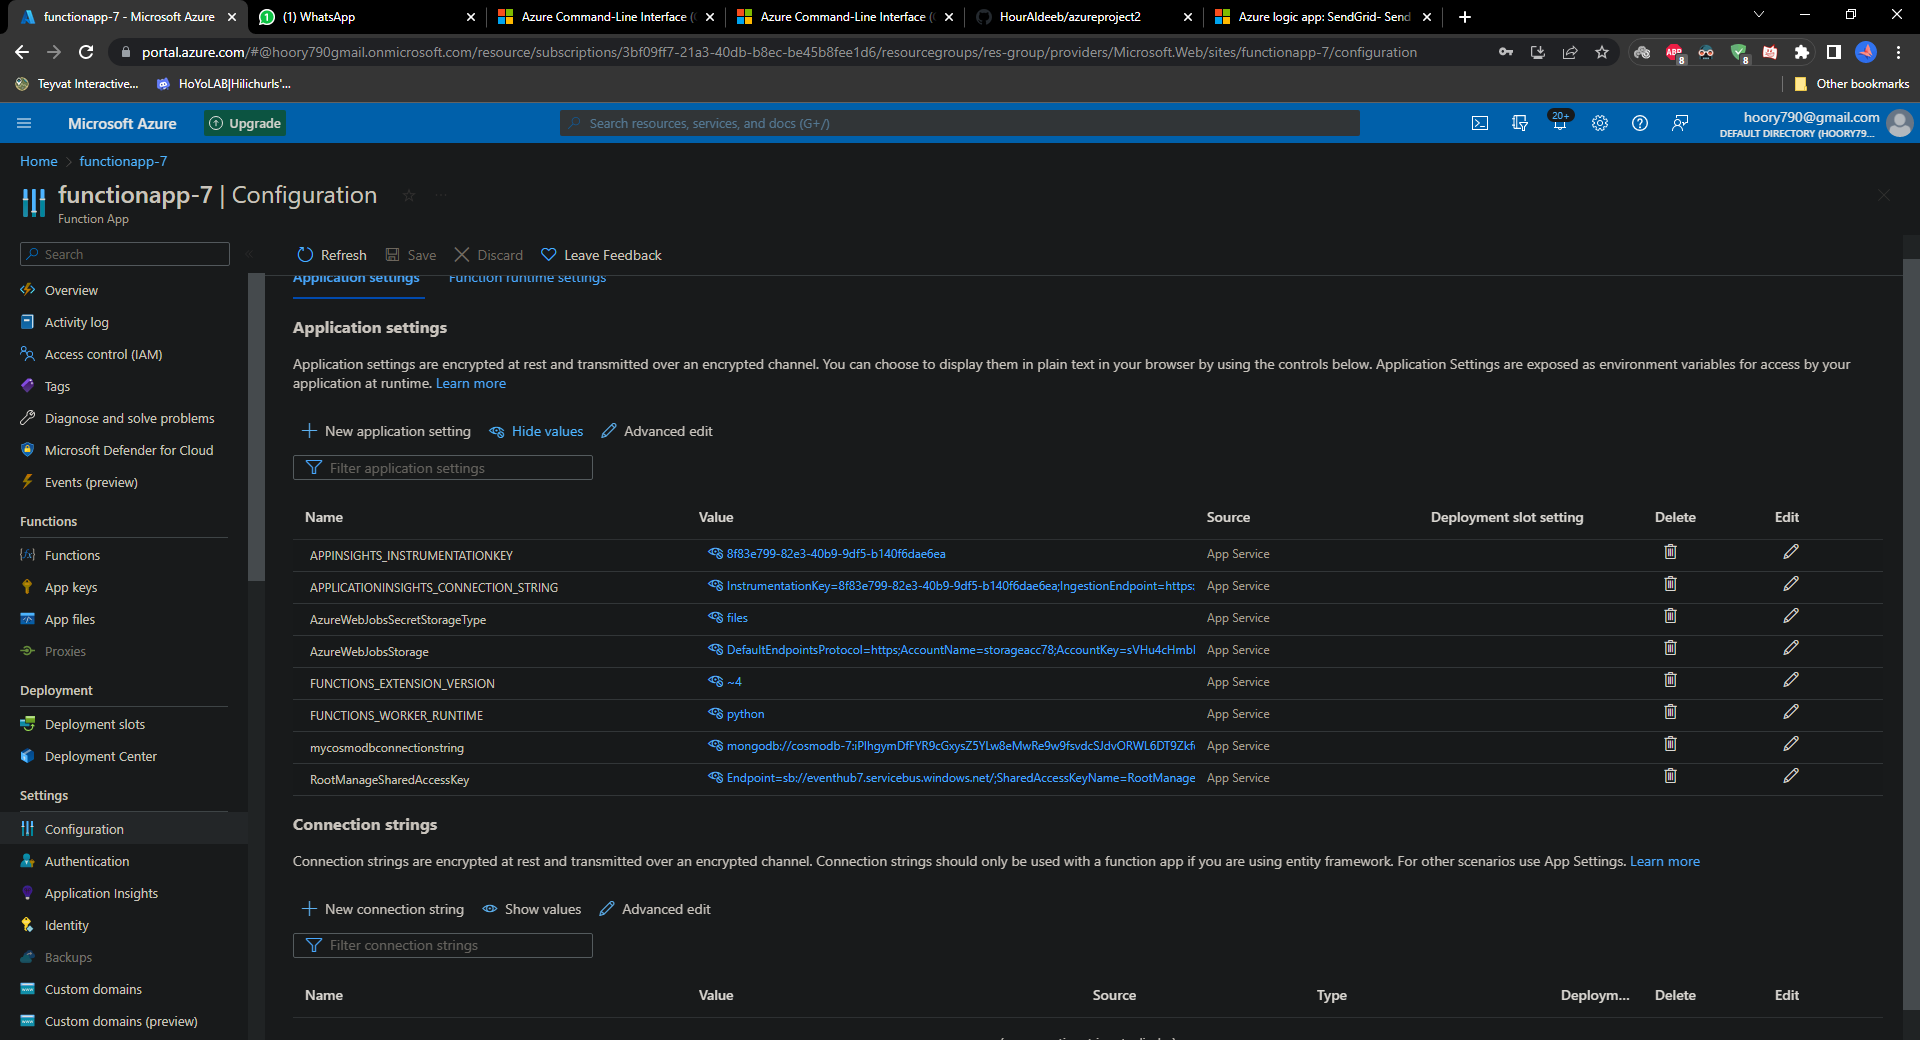 functionapp-7 - Microsoft Azure
(1) WhatsApp
Azure Command-Line Interface (
Azure Command-Line Interface (
HourAldeeb/azureproject2
Azure logic app: SendGrid- Send
portal.azure.com/#@hoory790gmail.onmicrosoft.com/resource/subscriptions/3bf09ff7-21a3-40db-b8ec-be45b8fee1d6/resourcegroups/res-group/providers/Microsoft.Web/sites/functionapp-7/configuration
Teyvat Interactive...
HoYoLAB|Hilichurls'...
Other bookmarks
Microsoft Azure
Upgrade
Search resources, services, and docs (G+/)
20+
hoory790@gmail.com
DEFAULT DIRECTORY (HOORY79...
Home > functionapp-7
functionapp-7 | Configuration
Function App
Search
Refresh
Save
Discard
Leave Feedback
Overview
Activity log
Access control (IAM)
Tags
Diagnose and solve problems
Microsoft Defender for Cloud
Events (preview)
Functions
Functions
App keys
App files
Proxies
Deployment
Deployment slots
Deployment Center
Settings
Configuration
Authentication
Application Insights
Identity
Backups
Custom domains
Custom domains (preview)
Application settings
Function runtime settings
Application settings
Application settings are encrypted at rest and transmitted over an encrypted channel. You can choose to display them in plain text in your browser by using the controls below. Application Settings are exposed as environment variables for access by your
application at runtime. Learn more
New application setting
Hide values
Advanced edit
Filter application settings
Name Value Source Deployment slot setting Delete Edit
APPINSIGHTS_INSTRUMENTATIONKEY 8f83e799-82e3-40b9-9df5-b140f6dae6ea App Service
APPLICATIONINSIGHTS_CONNECTION_STRING InstrumentationKey=8f83e799-82e3-40b9-9df5-b140f6dae6ea;IngestionEndpoint=https: App Service
AzureWebJobsSecretStorageType files App Service
AzureWebJobsStorage DefaultEndpointsProtocol=https;AccountName=storageacc78;AccountKey=sVHu4cHmbl App Service
FUNCTIONS_EXTENSION_VERSION ~4 App Service
FUNCTIONS_WORKER_RUNTIME python App Service
mycosmodbconnectionstring mongodb://cosmodb-7:iPlhgymDfFYR9cGxysZ5YLw8eMwRe9w9fsvdcSJdvORWL6DT9Zkf App Service
RootManageSharedAccessKey Endpoint=sb://eventhub7.servicebus.windows.net/;SharedAccessKeyName=RootManage App Service
Connection strings
Connection strings are encrypted at rest and transmitted over an encrypted channel. Connection strings should only be used with a function app if you are using entity framework. For other scenarios use App Settings. Learn more
New connection string
Show values
Advanced edit
Filter connection strings
Name Value Source Type Deploym... Delete Edit